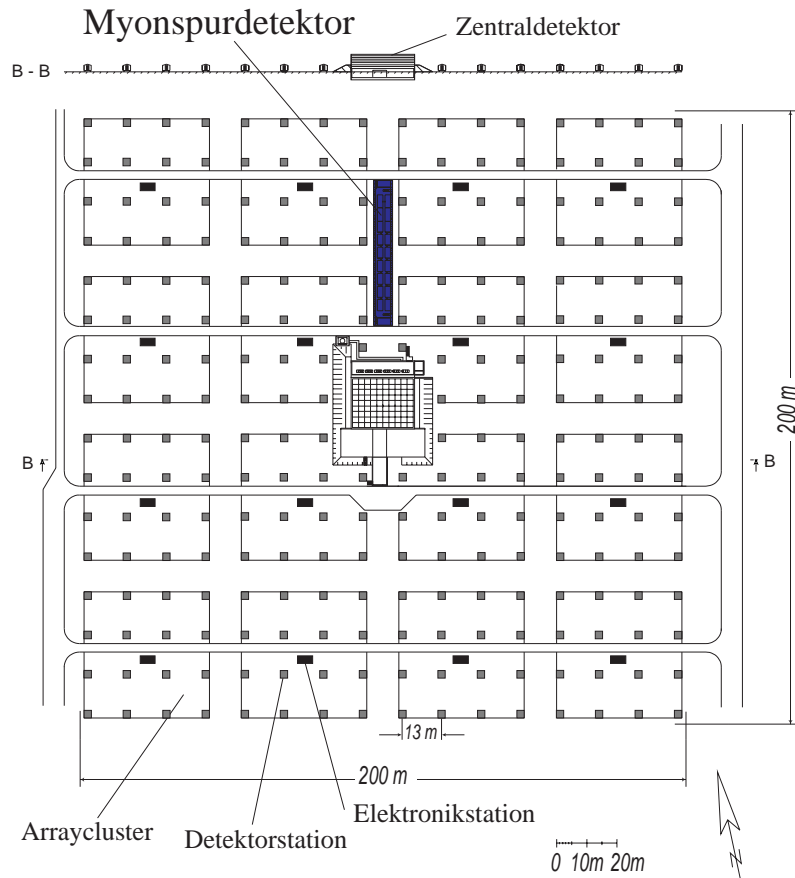 Myonspurdetektor
Zentraldetektor
B - B
200 m
B
B
13 m
200 m
Elektronikstation
Arraycluster
Detektorstation
0 10m 20m